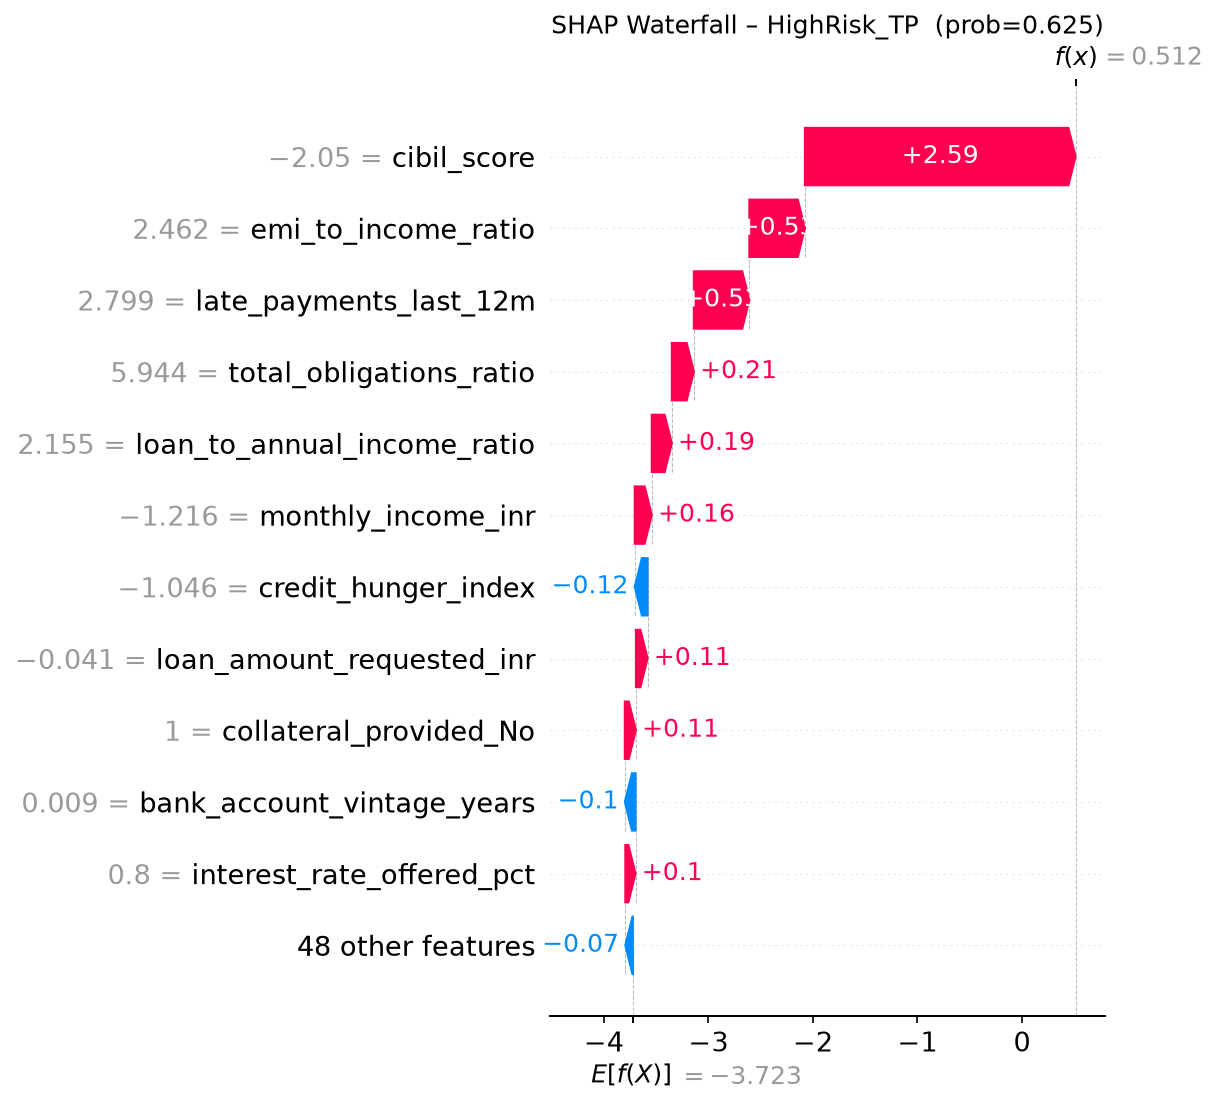 SHAP Waterfall – HighRisk_TP (prob=0.625)
f(x) = 0.512
−2.05 = cibil_score +2.59
2.462 = emi_to_income_ratio
2.799 = late_payments_last_12m
5.944 = total_obligations_ratio +0.21
2.155 = loan_to_annual_income_ratio +0.19
−1.216 = monthly_income_inr +0.16
−1.046 = credit_hunger_index −0.12
−0.041 = loan_amount_requested_inr +0.11
1 = collateral_provided_No +0.11
0.009 = bank_account_vintage_years −0.1
0.8 = interest_rate_offered_pct +0.1
48 other features −0.07
−4 −3 −2 −1 0
E[f(X)] = −3.723